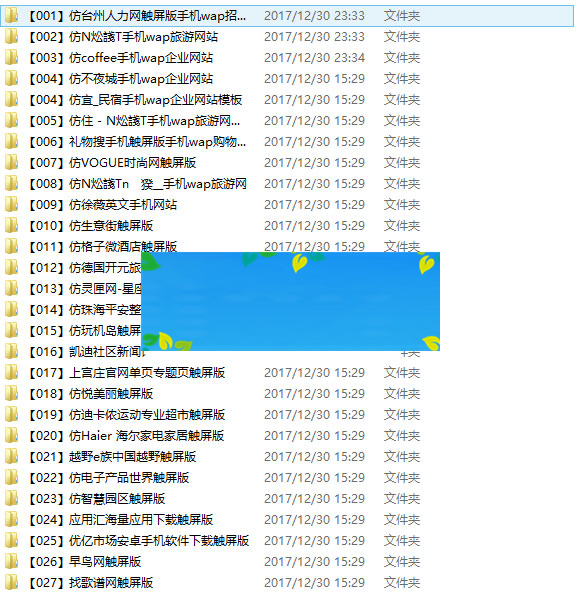 【001】仿台州人力网触屏版手机wap招... 2017/12/30 23:33 文件夹
【002】仿N彸諓T手机wap旅游网站 2017/12/30 23:33 文件夹
【003】仿coffee手机wap企业网站 2017/12/30 23:34 文件夹
【004】仿不夜城手机wap企业网站 2017/12/30 15:29 文件夹
【004】仿宜_民宿手机wap企业网站模板 2017/12/30 15:29 文件夹
【005】仿住 - N彸諓T手机wap旅游网... 2017/12/30 15:29 文件夹
【006】礼物搜手机触屏版手机wap购物... 2017/12/30 15:29 文件夹
【007】仿VOGUE时尚网触屏版 2017/12/30 15:29 文件夹
【008】仿N彸諓Tn 猤__手机wap旅游网 2017/12/30 15:29 文件夹
【009】仿徐薇英文手机网站 2017/12/30 15:29 文件夹
【010】仿生意街触屏版 2017/12/30 15:29 文件夹
【011】仿格子微酒店触屏版 2017/12/30 15:29 文件夹
【012】仿德国开元旅
【013】仿灵匣网-星座
【014】仿珠海平安整
【015】仿玩机岛触屏
【016】凯迪社区新闻 件夹
【017】上宫庄官网单页专题页触屏版 2017/12/30 15:29 文件夹
【018】仿悦美丽触屏版 2017/12/30 15:29 文件夹
【019】仿迪卡侬运动专业超市触屏版 2017/12/30 15:29 文件夹
【020】仿Haier 海尔家电家居触屏版 2017/12/30 15:29 文件夹
【021】越野e族中国越野触屏版 2017/12/30 15:29 文件夹
【022】仿电子产品世界触屏版 2017/12/30 15:29 文件夹
【023】仿智慧园区触屏版 2017/12/30 15:29 文件夹
【024】应用汇海量应用下载触屏版 2017/12/30 15:29 文件夹
【025】优亿市场安卓手机软件下载触屏版 2017/12/30 15:29 文件夹
【026】早鸟网触屏版 2017/12/30 15:29 文件夹
【027】找歌谱网触屏版 2017/12/30 15:29 文件夹